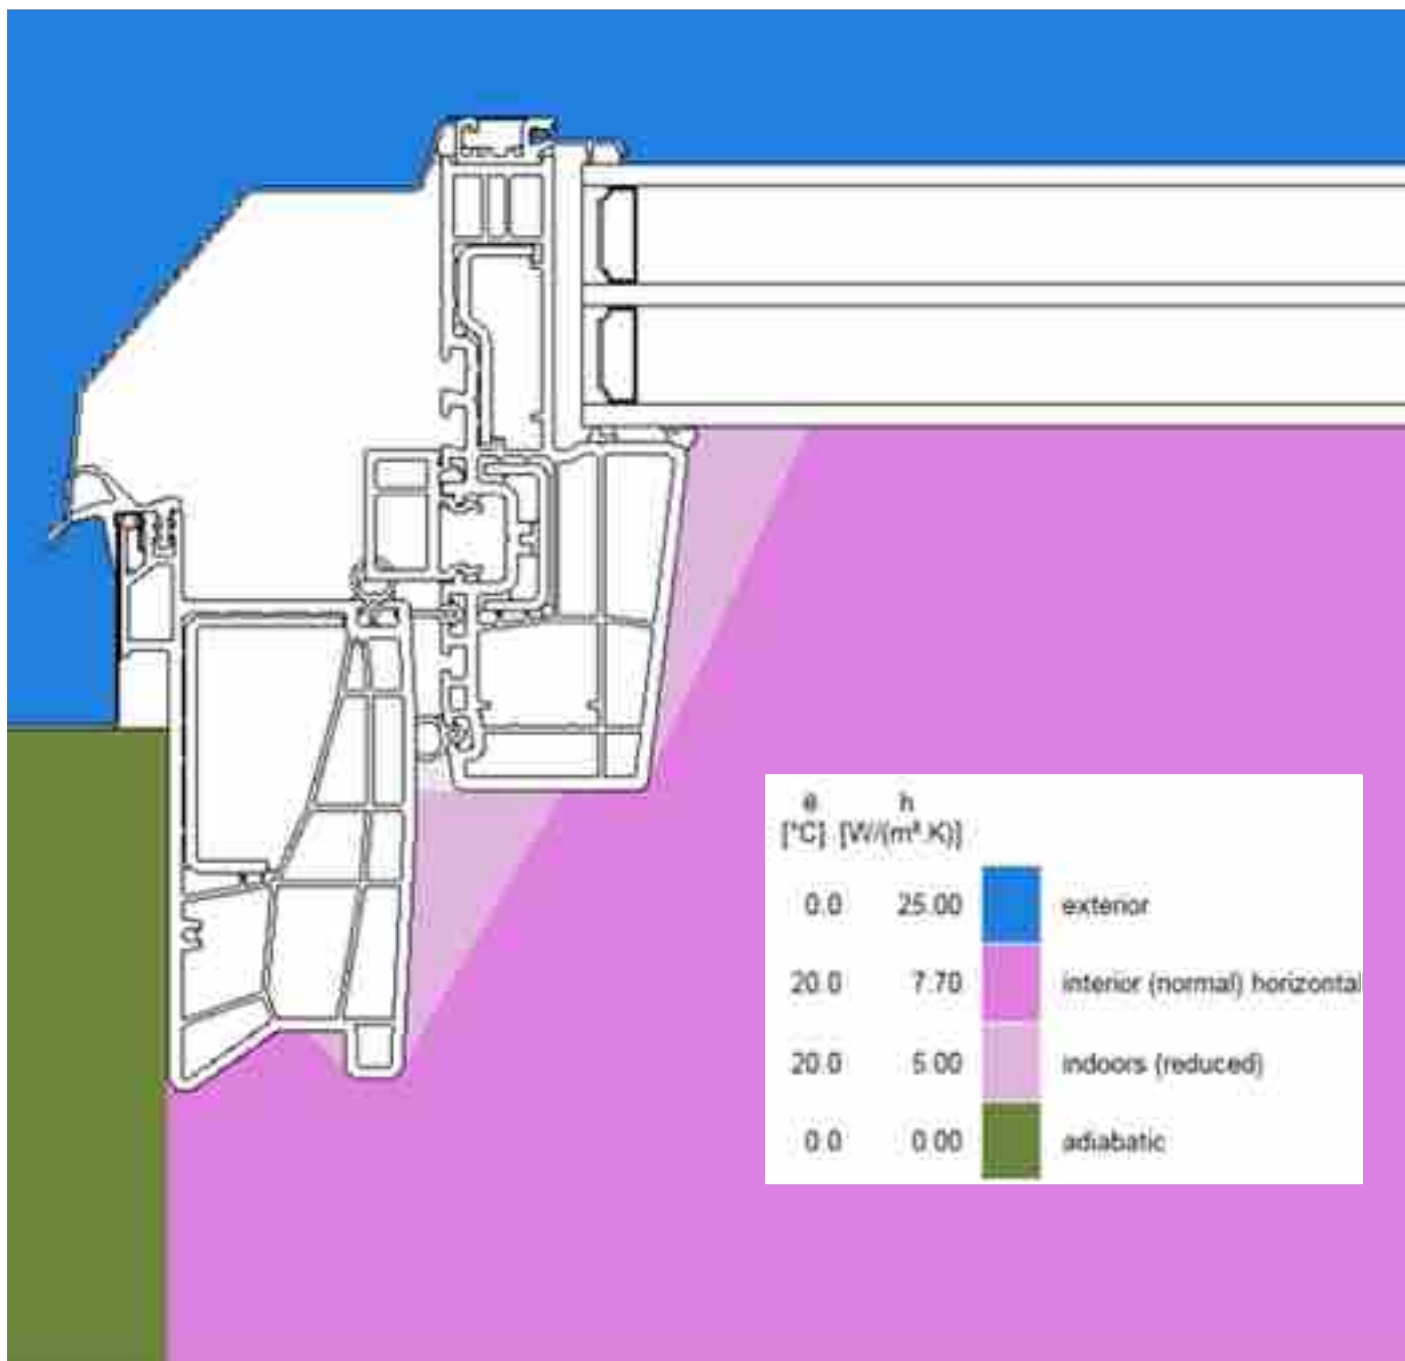 θ h
[°C] [W/(m².K)]
0.0 25.00 exterior
20.0 7.70 interior (normal) horizontal
20.0 5.00 indoors (reduced)
0.0 0.00 adiabatic